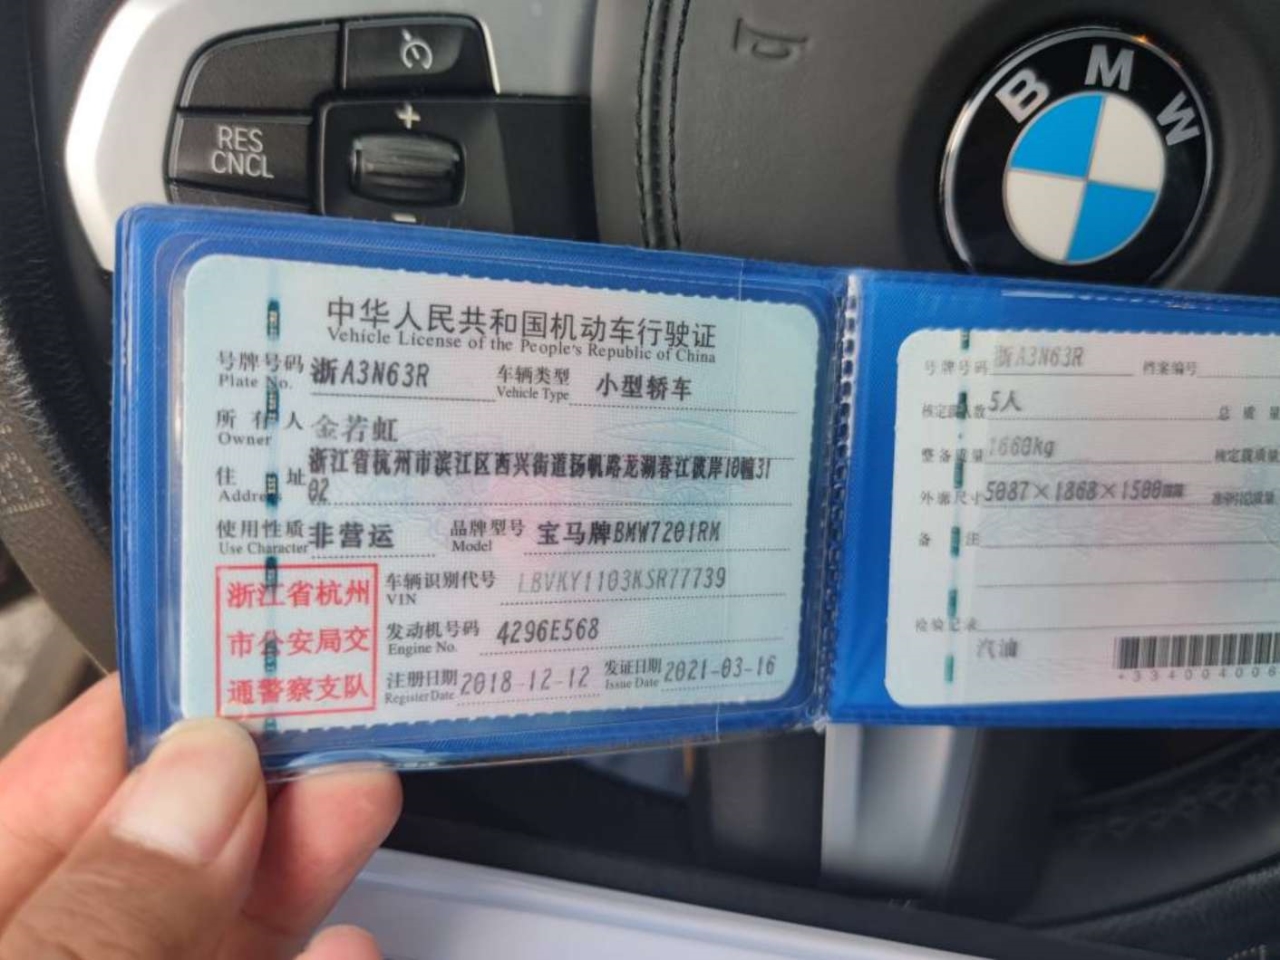 RES
CNCL
+
-
BMW
中华人民共和国机动车行驶证
Vehicle License of the People's Republic of China
号牌号码 浙A3N63R 车辆类型 小型轿车
Plate No. Vehicle Type
所有人 金若虹
Owner
住址 浙江省杭州市滨江区西兴街道扬帆路龙湖春江彼岸10幢31
Address 02
使用性质 非营运 品牌型号 宝马牌BMW7201RM
Use Character Model
浙江省杭州
市公安局交
通警察支队
车辆识别代号 LBVKY1103KSR77739
VIN
发动机号码 4296E568
Engine No.
注册日期 2018-12-12 发证日期 2021-03-16
Register Date Issue Date
号牌号码 浙A3N63R 档案编号
核定载人数 5人 总质量
整备质量 1660kg 核定载质量
外廓尺寸 5087×1868×1500mm
备注
检验记录
汽油